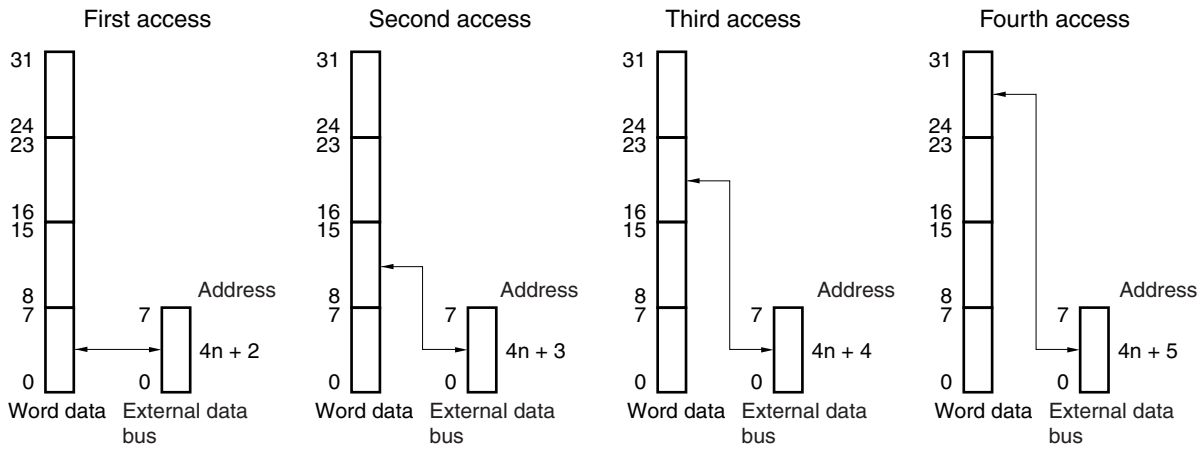 First access
31
24
23
16
15
8
7
0
Address
7
4n + 2
0
Word data
External data
bus
Second access
31
24
23
16
15
8
7
0
Address
7
4n + 3
0
Word data
External data
bus
Third access
31
24
23
16
15
8
7
0
Address
7
4n + 4
0
Word data
External data
bus
Fourth access
31
24
23
16
15
8
7
0
Address
7
4n + 5
0
Word data
External data
bus